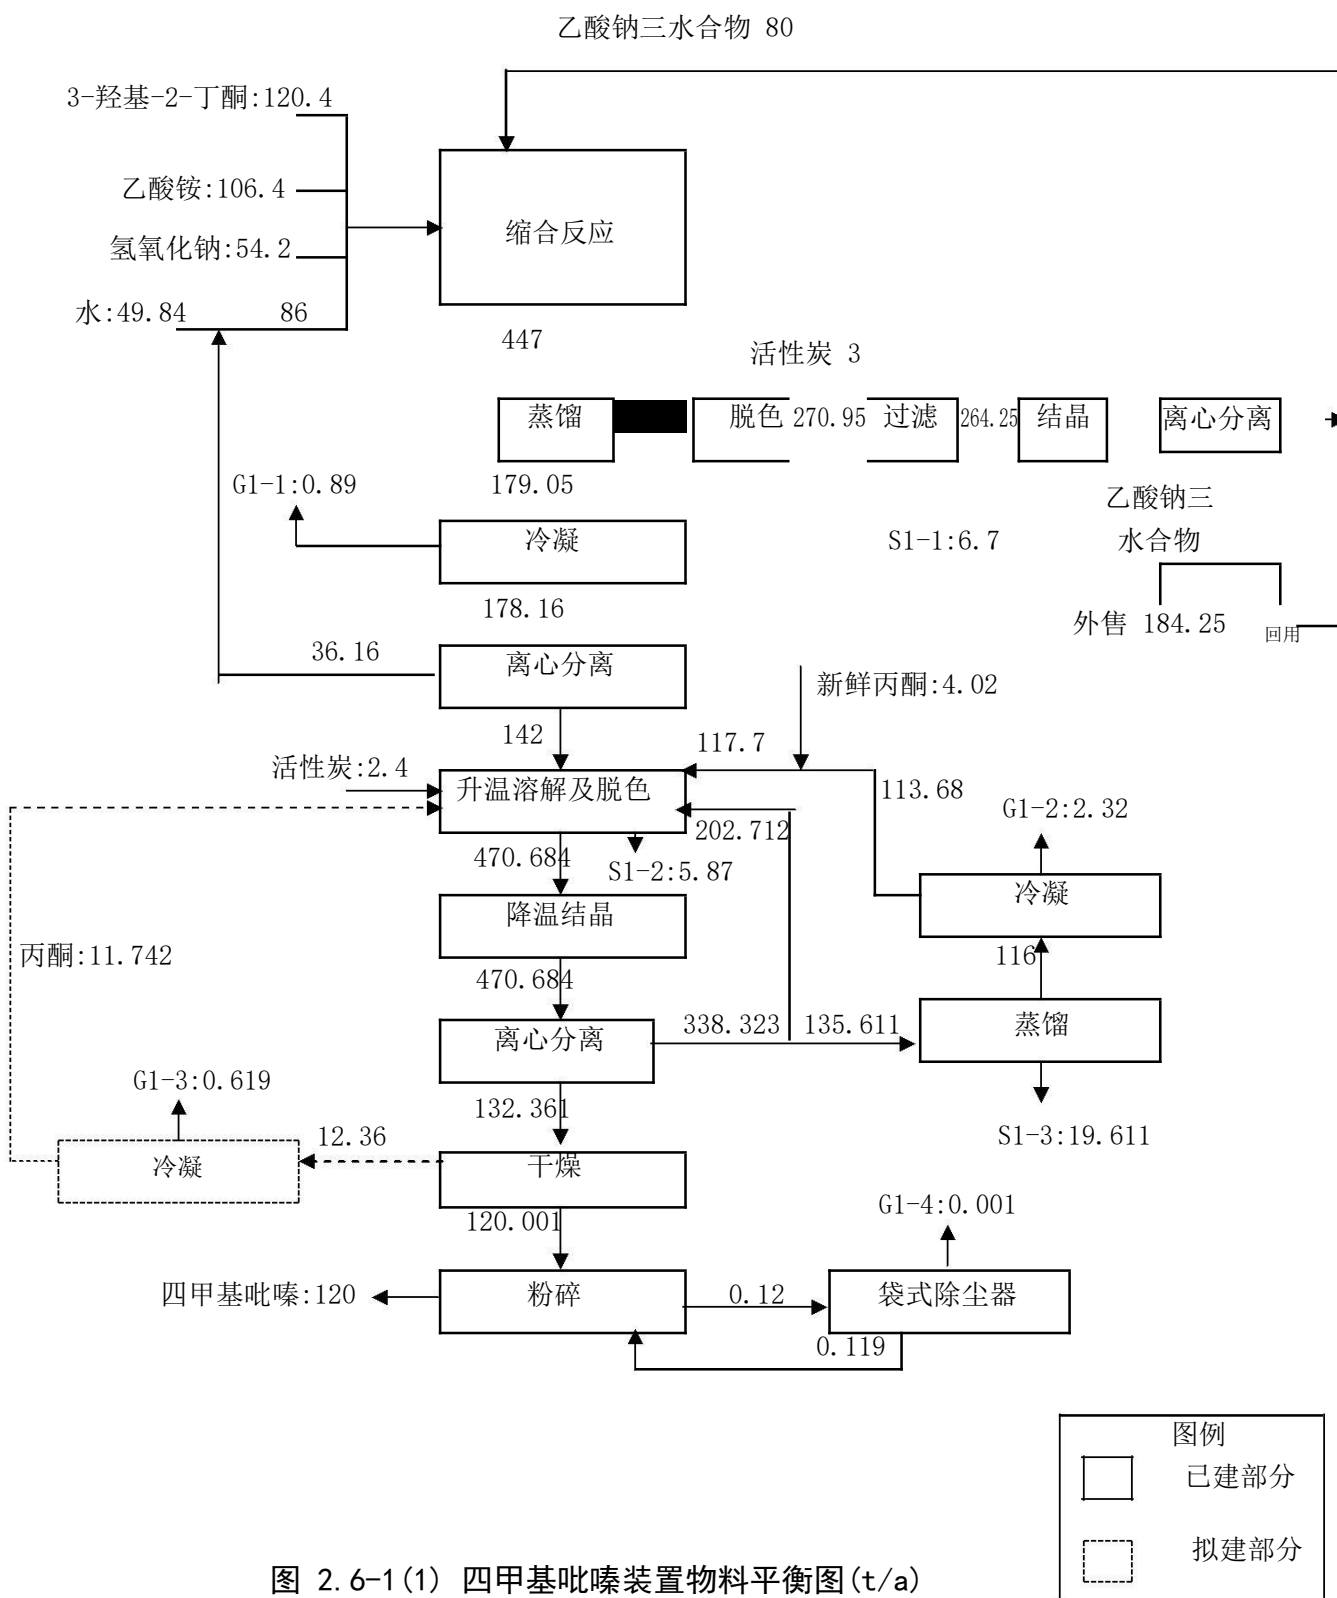 乙酸钠三水合物 80
3-羟基-2-丁酮:120.4
乙酸铵:106.4
缩合反应
氢氧化钠:54.2
水:49.84 86
447
活性炭 3
蒸馏 脱色 270.95 过滤 264.25 结晶 离心分离
G1-1:0.89 179.05
乙酸钠三
冷凝 S1-1:6.7 水合物
178.16
外售 184.25 回用
36.16 离心分离
新鲜丙酮:4.02
142 117.7
活性炭:2.4 升温溶解及脱色 113.68
G1-2:2.32
202.712
470.684 S1-2:5.87
冷凝
降温结晶
丙酮:11.742 116
470.684
338.323 135.611 蒸馏
离心分离
G1-3:0.619
132.361
12.36 S1-3:19.611
冷凝 干燥
G1-4:0.001
120.001
四甲基吡嗪:120 粉碎 0.12 袋式除尘器
0.119
图例
已建部分
拟建部分
图 2.6-1(1) 四甲基吡嗪装置物料平衡图(t/a)